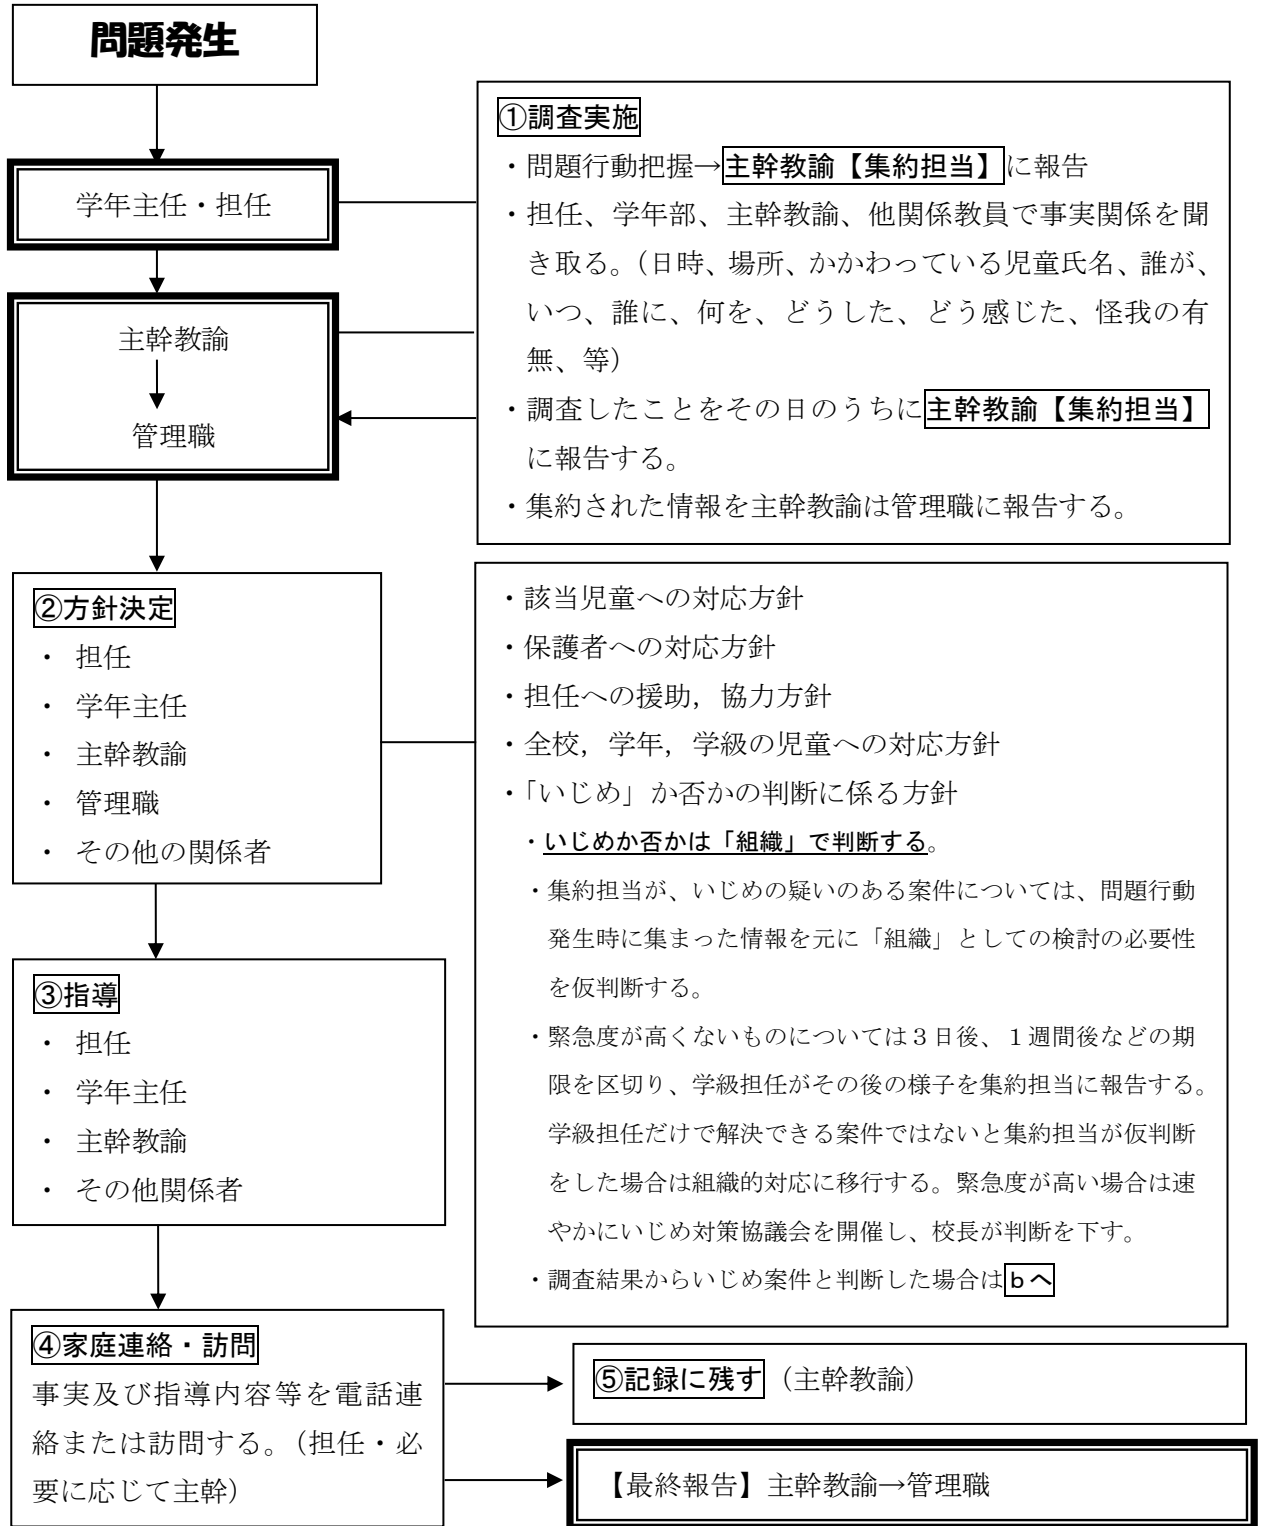 問題発生
学年主任・担任
主幹教諭
管理職
①調査実施
・問題行動把握→主幹教諭【集約担当】に報告
・担任、学年部、主幹教諭、他関係教員で事実関係を聞
き取る。（日時、場所、かかわっている児童氏名、誰が、
いつ、誰に、何を、どうした、どう感じた、怪我の有
無、等）
・調査したことをその日のうちに主幹教諭【集約担当】
に報告する。
・集約された情報を主幹教諭は管理職に報告する。
②方針決定
・ 担任
・ 学年主任
・ 主幹教諭
・ 管理職
・ その他の関係者
・該当児童への対応方針
・保護者への対応方針
・担任への援助，協力方針
・全校，学年，学級の児童への対応方針
・「いじめ」か否かの判断に係る方針
・いじめか否かは「組織」で判断する。
・集約担当が、いじめの疑いのある案件については、問題行動
発生時に集まった情報を元に「組織」としての検討の必要性
を仮判断する。
・緊急度が高くないものについては３日後、１週間後などの期
限を区切り、学級担任がその後の様子を集約担当に報告する。
学級担任だけで解決できる案件ではないと集約担当が仮判断
をした場合は組織的対応に移行する。緊急度が高い場合は速
やかにいじめ対策協議会を開催し、校長が判断を下す。
・調査結果からいじめ案件と判断した場合はｂへ
③指導
・ 担任
・ 学年主任
・ 主幹教諭
・ その他関係者
④家庭連絡・訪問
事実及び指導内容等を電話連
絡または訪問する。（担任・必
要に応じて主幹）
⑤記録に残す（主幹教諭）
【最終報告】主幹教諭→管理職